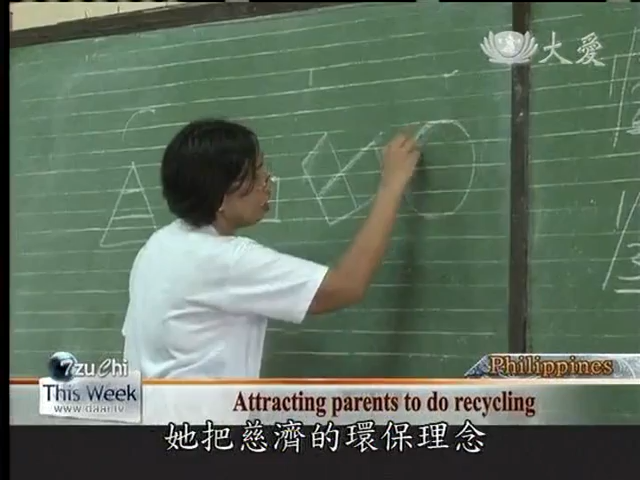 大愛
Philippines
Tzu Chi
This Week
www.daai.tv
Attracting parents to do recycling
她把慈濟的環保理念